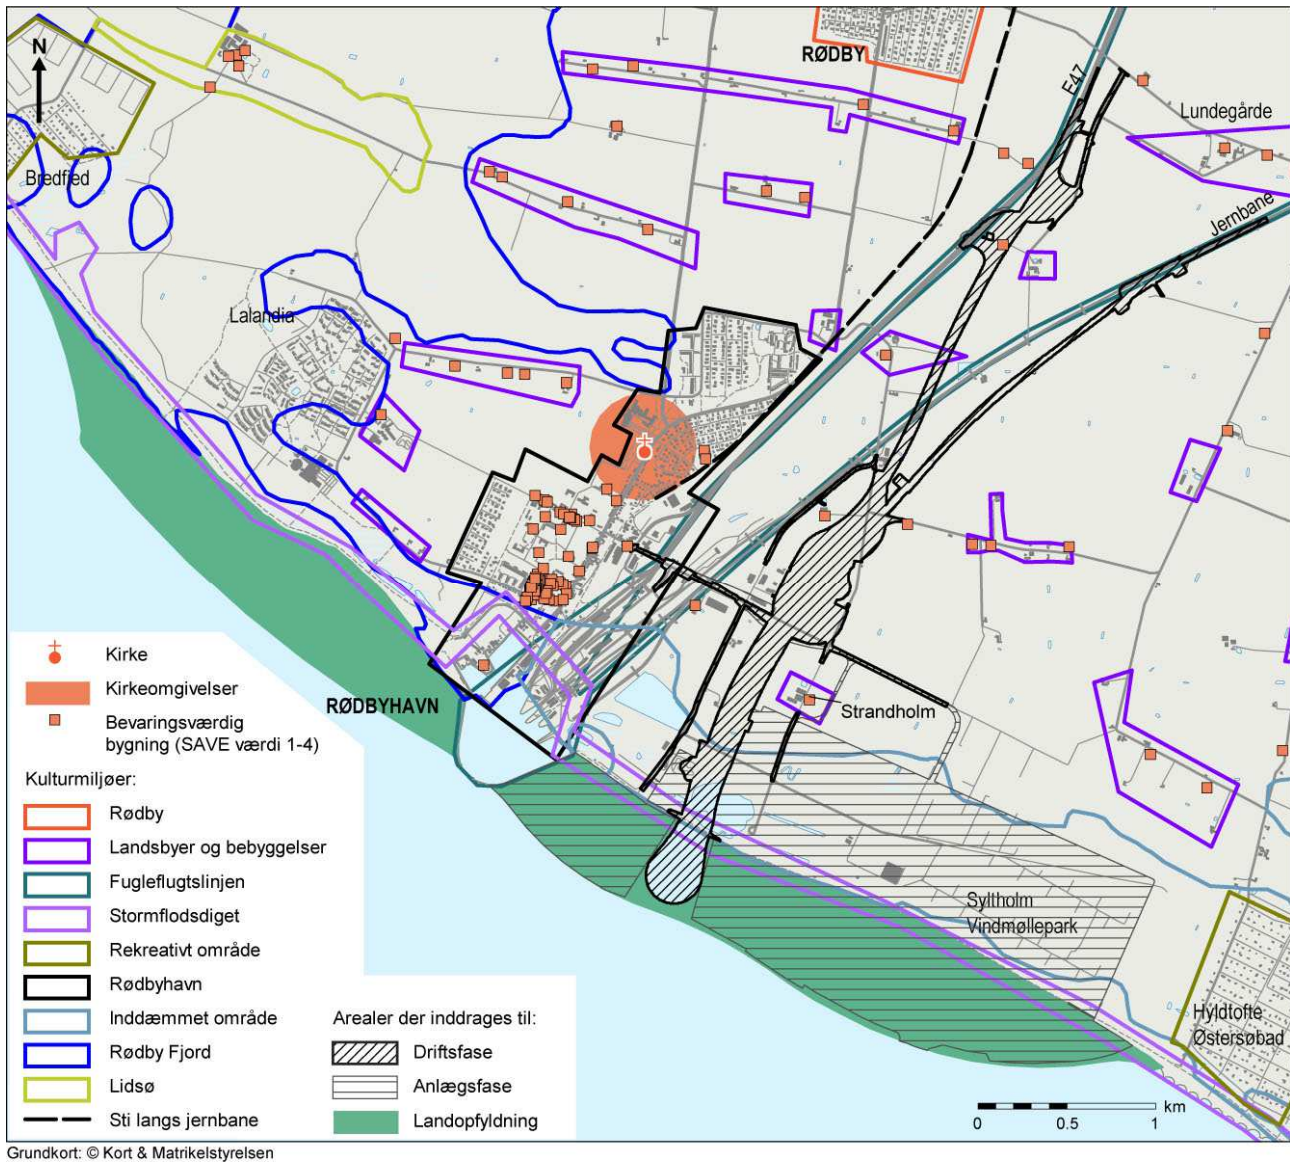 N
RØDBY
E47
Lundegårde
Bredfjed
Jernbane
Lalandia
RØDBYHAVN
Strandholm
Syltholm
Vindmøllepark
Hyldtofte
Østersøbad
Kirke
Kirkeomgivelser
Bevaringsværdig
bygning (SAVE værdi 1-4)
Kulturmiljøer:
Rødby
Landsbyer og bebyggelser
Fugleflugtslinjen
Stormflodsdiget
Rekreativt område
Rødbyhavn
Inddæmmet område
Rødby Fjord
Lidsø
Sti langs jernbane
Arealer der inddrages til:
Driftsfase
Anlægsfase
Landopfyldning
km
0 0.5 1
Grundkort: © Kort & Matrikelstyrelsen